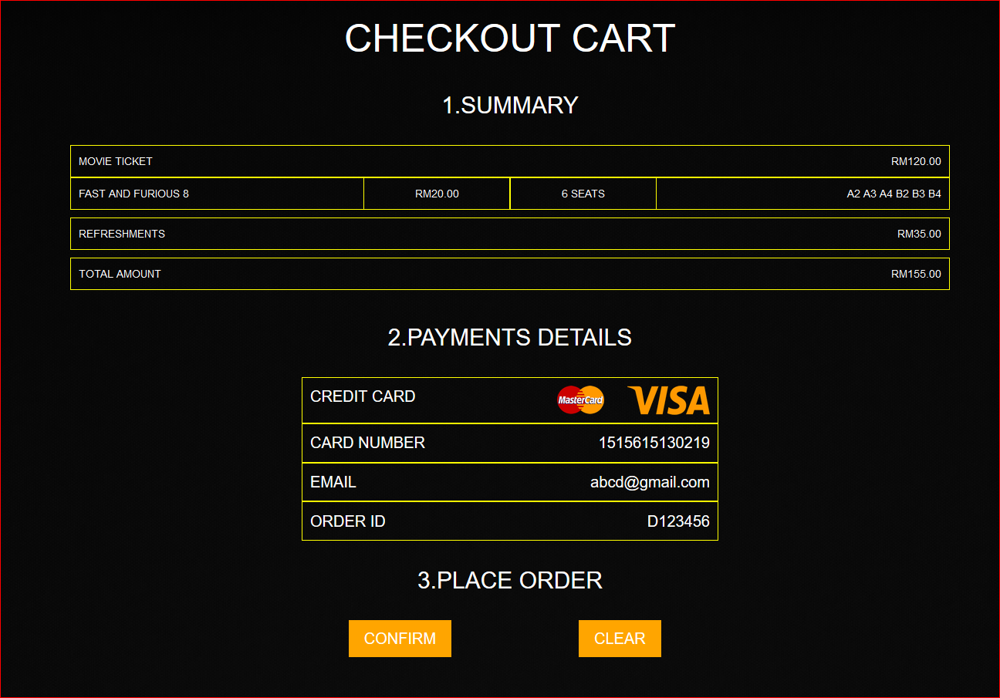 CHECKOUT CART
1.SUMMARY
MOVIE TICKET RM120.00
FAST AND FURIOUS 8 RM20.00 6 SEATS A2 A3 A4 B2 B3 B4
REFRESHMENTS RM35.00
TOTAL AMOUNT RM155.00
2.PAYMENTS DETAILS
CREDIT CARD MasterCard VISA
CARD NUMBER 1515615130219
EMAIL abcd@gmail.com
ORDER ID D123456
3.PLACE ORDER
CONFIRM CLEAR